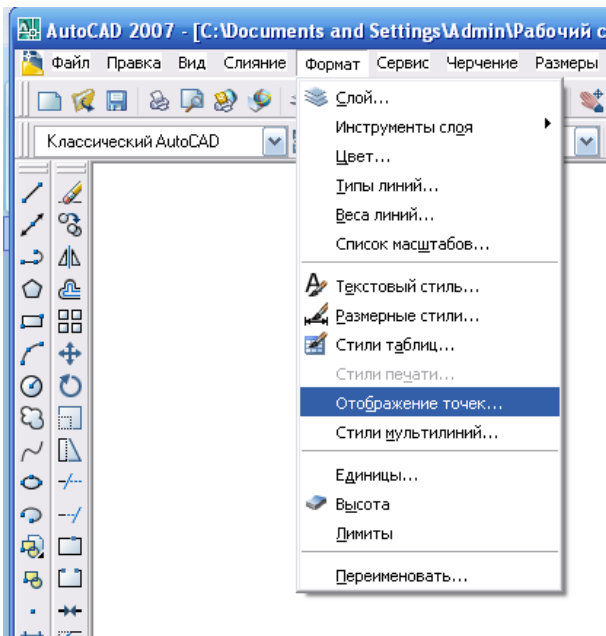 AutoCAD 2007 - [C:\Documents and Settings\Admin\Рабочий с
Файл Правка Вид Слияние Формат Сервис Черчение Размеры
Слой...
Инструменты слоя
Классический AutoCAD
Цвет...
Типы линий...
Веса линий...
Список масштабов...
Текстовый стиль...
Размерные стили...
Стили таблиц...
Стили печати...
Отображение точек...
Стили мультилиний...
Единицы...
Высота
Лимиты
Переименовать...